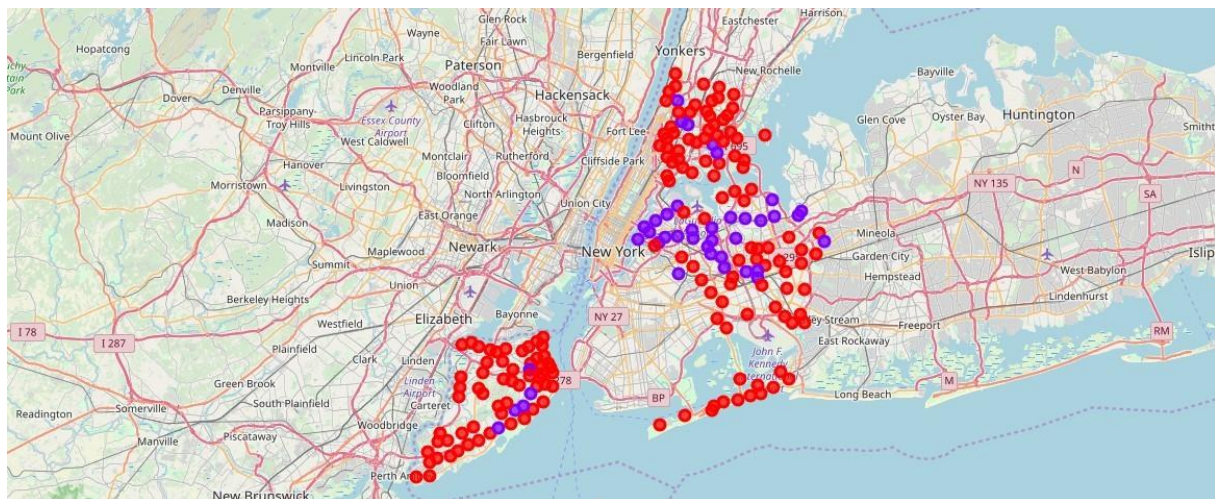 Glen Rock
Eastchester
Harrison
Hopatcong
Wayne
Fair Lawn
Yonkers
Montville
Lincoln Park
Bergenfield
New Rochelle
Bayville
Paterson
Dover
Denville
Woodland
Park
Hackensack
Parsippany-
Troy Hills
Essex County
Airport
Clifton
Hasbrouck
Heights
Fort Lee
Glen Cove
Oyster Bay
Huntington
Mount Olive
West Caldwell
Hanover
Montclair
Rutherford
Cliffside Park
Bloomfield
Morristown
Livingston
North Arlington
Union City
NY 135
N
SA
Madison
East Orange
Mineola
Summit
Maplewood
Newark
New York
Garden City
Hempstead
West Babylon
Union
Lindenhurst
Berkeley Heights
Elizabeth
Bayonne
NY 27
Freeport
RM
I 78
I 287
Westfield
Plainfield
Clark
Linden
East Rockaway
John F.
Kennedy
Green Brook
Linden
Airport
278
BP
M
Long Beach
Somerville
South Plainfield
Carteret
Readington
Manville
Piscataway
Woodbridge
New Brunswick